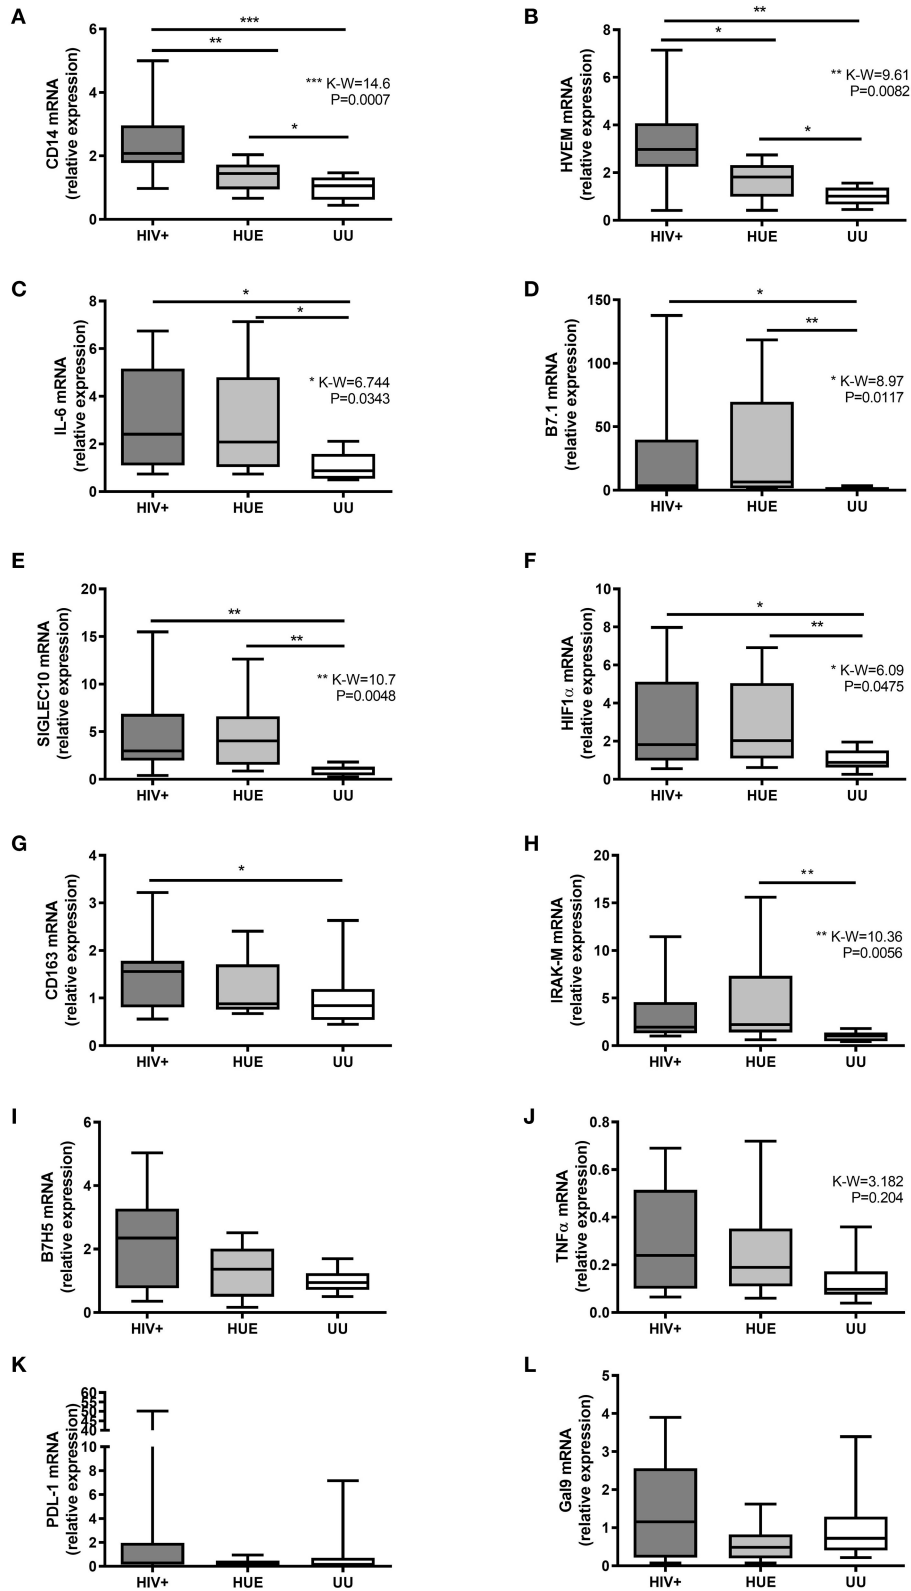 A
CD14 mRNA
(relative expression)
6
4
2
0
***
**
*
*** K-W=14.6
P=0.0007
HIV+ HUE UU
B
HVEM mRNA
(relative expression)
8
6
4
2
0
**
*
*
** K-W=9.61
P=0.0082
HIV+ HUE UU
C
IL-6 mRNA
(relative expression)
8
6
4
2
0
*
*
* K-W=6.744
P=0.0343
HIV+ HUE UU
D
B7.1 mRNA
(relative expression)
150
100
50
0
*
**
* K-W=8.97
P=0.0117
HIV+ HUE UU
E
SIGLEC10 mRNA
(relative expression)
20
15
10
5
0
**
**
** K-W=10.7
P=0.0048
HIV+ HUE UU
F
HIF1α mRNA
(relative expression)
10
8
6
4
2
0
*
**
* K-W=6.09
P=0.0475
HIV+ HUE UU
G
CD163 mRNA
(relative expression)
4
3
2
1
0
*
HIV+ HUE UU
H
IRAK-M mRNA
(relative expression)
20
15
10
5
0
**
** K-W=10.36
P=0.0056
HIV+ HUE UU
I
B7H5 mRNA
(relative expression)
6
4
2
0
HIV+ HUE UU
J
TNFα mRNA
(relative expression)
0.8
0.6
0.4
0.2
0.0
K-W=3.182
P=0.204
HIV+ HUE UU
K
PDL-1 mRNA
(relative expression)
60
55
50
45
40
10
8
6
4
2
0
HIV+ HUE UU
L
Gal9 mRNA
(relative expression)
5
4
3
2
1
0
HIV+ HUE UU